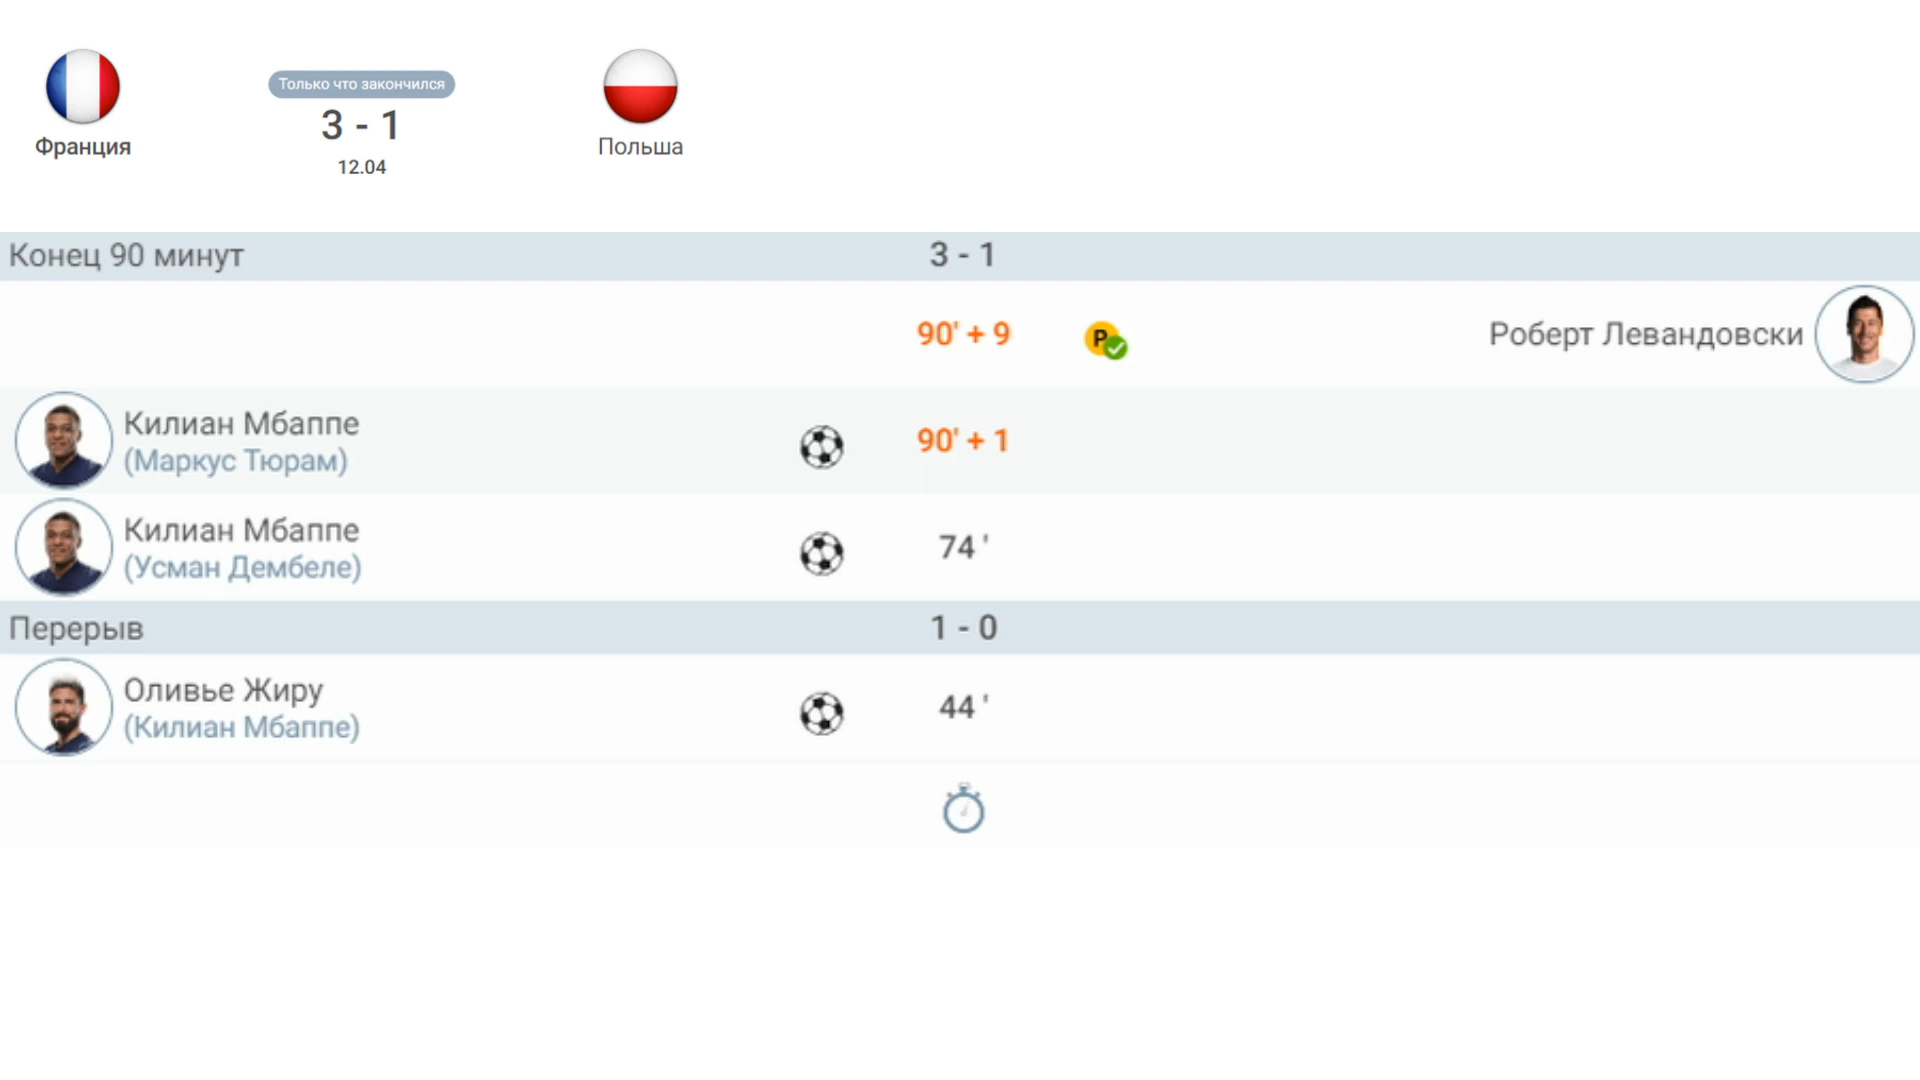 Только что закончился
3 - 1
Франция
Польша
12.04
Конец 90 минут 3 - 1
90' + 9 P Роберт Левандовски
Килиан Мбаппе
(Маркус Тюрам)
90' + 1
Килиан Мбаппе
(Усман Дембеле)
74 '
Перерыв 1 - 0
Оливье Жиру
(Килиан Мбаппе)
44 '